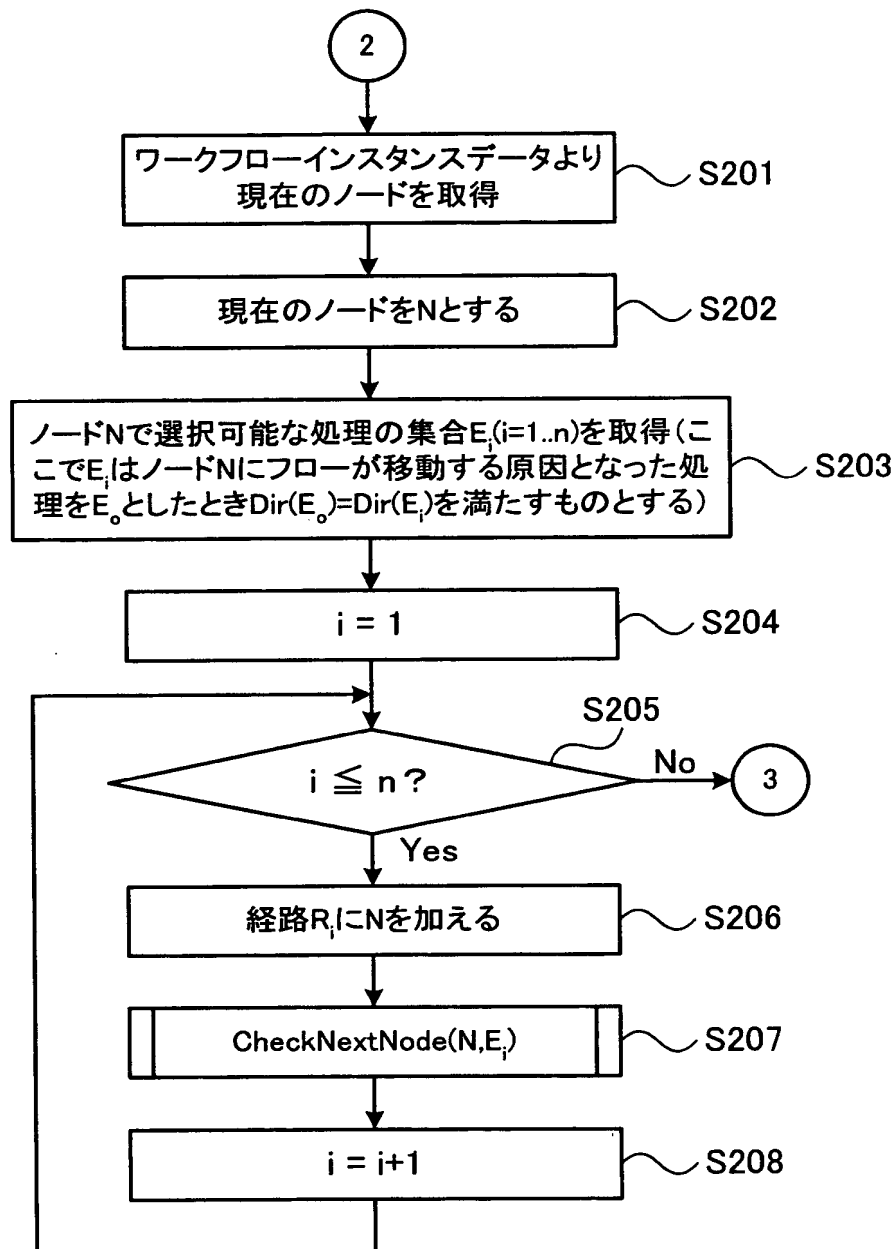 2
ワークフローインスタンスデータより
現在のノードを取得
S201
現在のノードをNとする
S202
ノードNで選択可能な処理の集合Ei(i=1..n)を取得(こ
こでEiはノードNにフローが移動する原因となった処
理をEoとしたときDir(Eo)=Dir(Ei)を満たすものとする)
S203
i = 1
S204
S205
i ≦ n?
No
3
Yes
経路RiにNを加える
S206
CheckNextNode(N,Ei)
S207
i = i+1
S208